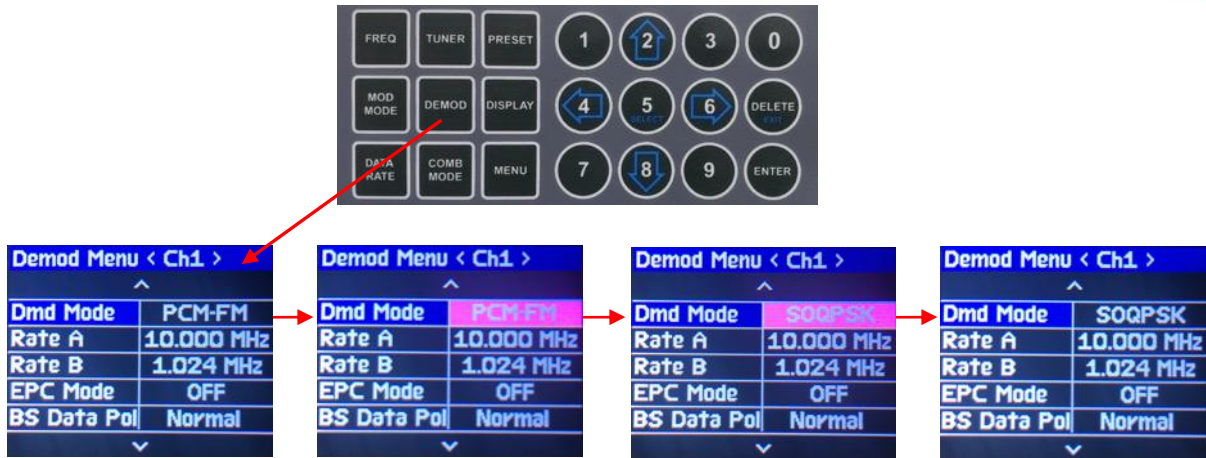 FREQ TUNER PRESET 1 2 3 0
MOD MODE DEMOD DISPLAY 4 5 SELECT 6 DELETE EXIT
DATA RATE COMB MODE MENU 7 8 9 ENTER
Demod Menu < Ch1 >
Dmd Mode PCM-FM
Rate A 10.000 MHz
Rate B 1.024 MHz
EPC Mode OFF
BS Data Pol Normal
Demod Menu < Ch1 >
Dmd Mode PCM-FM
Rate A 10.000 MHz
Rate B 1.024 MHz
EPC Mode OFF
BS Data Pol Normal
Demod Menu < Ch1 >
Dmd Mode SOQPSK
Rate A 10.000 MHz
Rate B 1.024 MHz
EPC Mode OFF
BS Data Pol Normal
Demod Menu < Ch1 >
Dmd Mode SOQPSK
Rate A 10.000 MHz
Rate B 1.024 MHz
EPC Mode OFF
BS Data Pol Normal